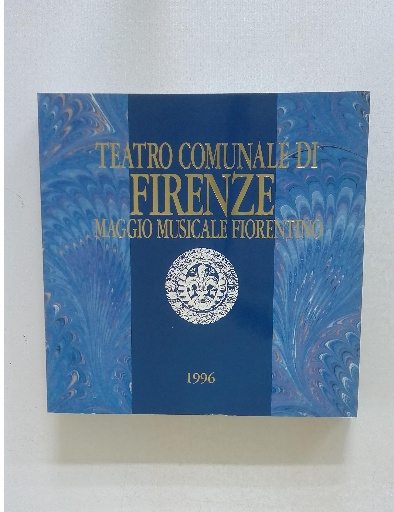 TEATRO COMUNALE DI
FIRENZE
MAGGIO MUSICALE FIORENTINO
1996